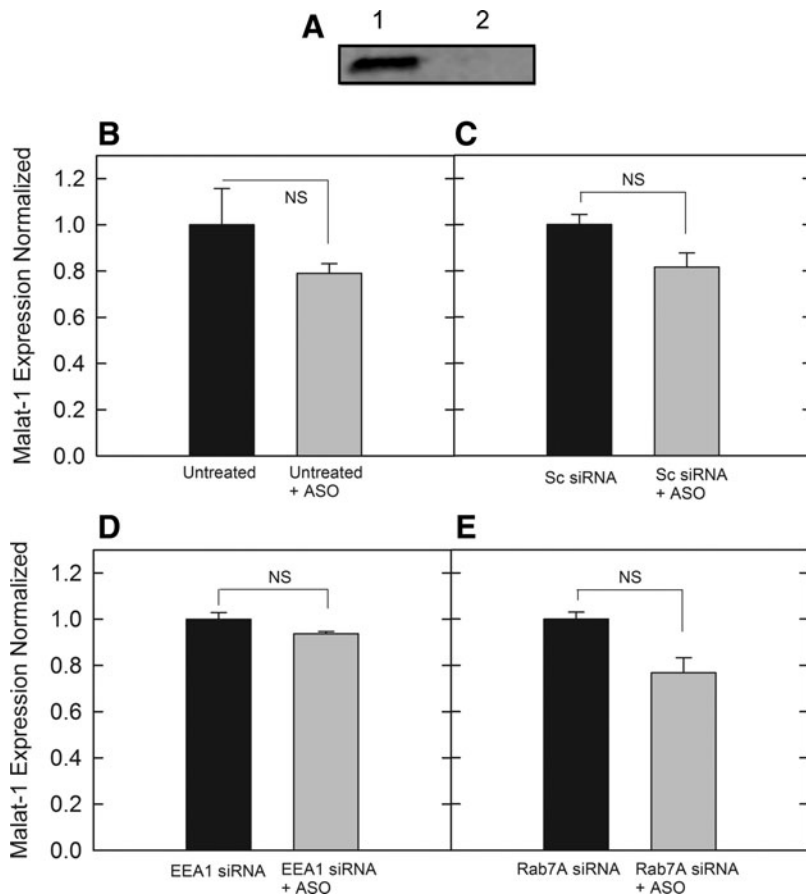 A
1 2
B
Malat-1 Expression Normalized
1.2
1.0
0.8
0.6
0.4
0.2
0.0
NS
Untreated
Untreated
+ ASO
C
NS
Sc siRNA
Sc siRNA
+ ASO
D
Malat-1 Expression Normalized
1.2
1.0
0.8
0.6
0.4
0.2
0.0
NS
EEA1 siRNA
EEA1 siRNA
+ ASO
E
NS
Rab7A siRNA
Rab7A siRNA
+ ASO